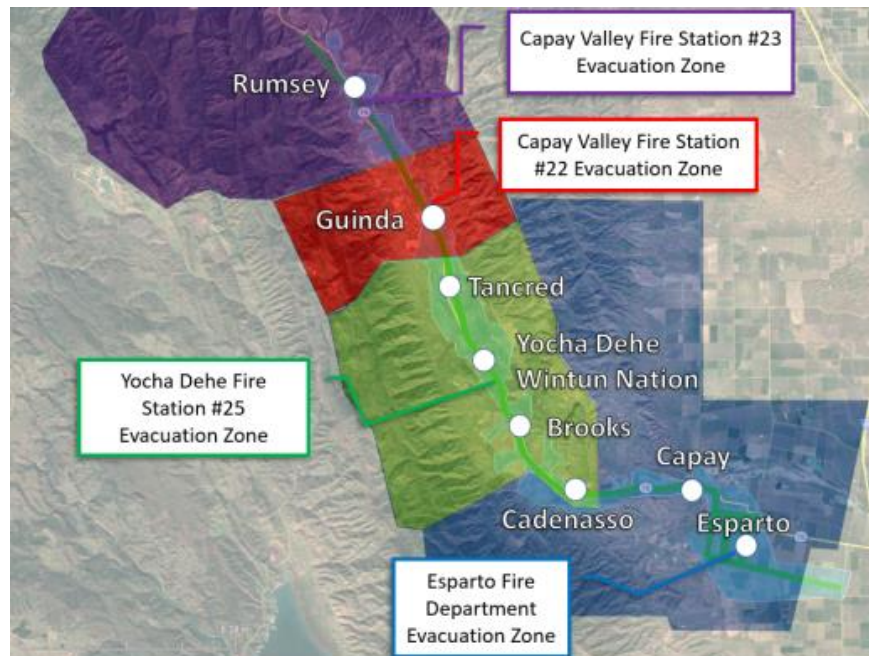 Capay Valley Fire Station #23
Evacuation Zone
Rumsey
Capay Valley Fire Station
#22 Evacuation Zone
Guinda
Tancred
Yocha Dehe
Wintun Nation
Yocha Dehe Fire
Station #25
Evacuation Zone
Brooks
Capay
Cadenasso
Esparto
Esparto Fire
Department
Evacuation Zone